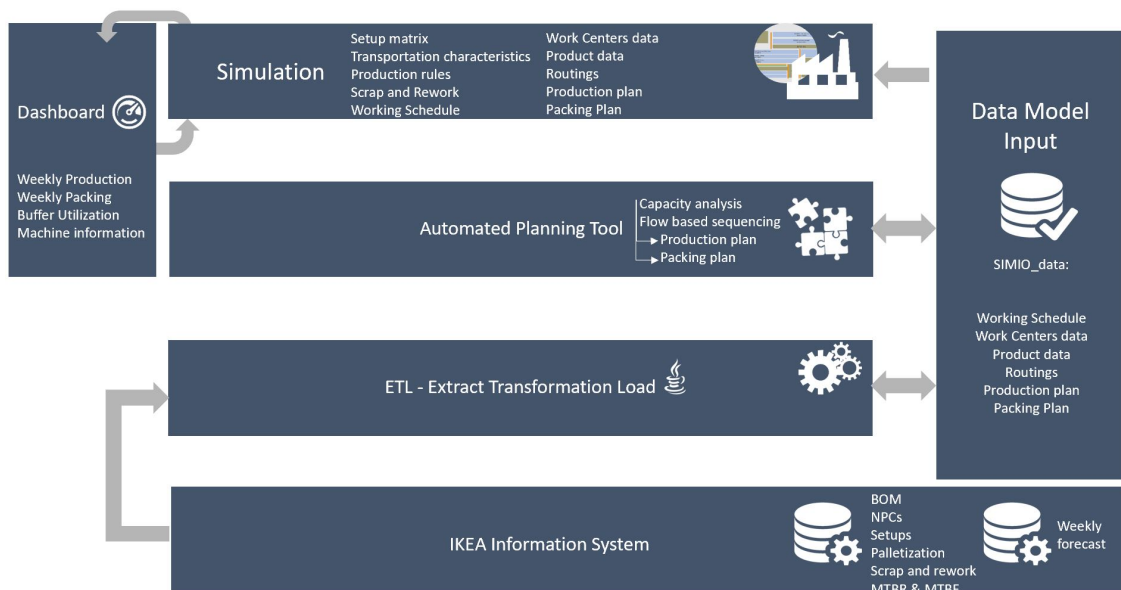 Dashboard
Weekly Production
Weekly Packing
Buffer Utilization
Machine information
Simulation
Setup matrix
Transportation characteristics
Production rules
Scrap and Rework
Working Schedule
Work Centers data
Product data
Routings
Production plan
Packing Plan
Automated Planning Tool
Capacity analysis
Flow based sequencing
Production plan
Packing plan
ETL - Extract Transformation Load
Data Model
Input
SIMIO_data:
Working Schedule
Work Centers data
Product data
Routings
Production plan
Packing Plan
IKEA Information System
BOM
NPCs
Setups
Palletization
Scrap and rework
MTBR & MTBF
Weekly
forecast